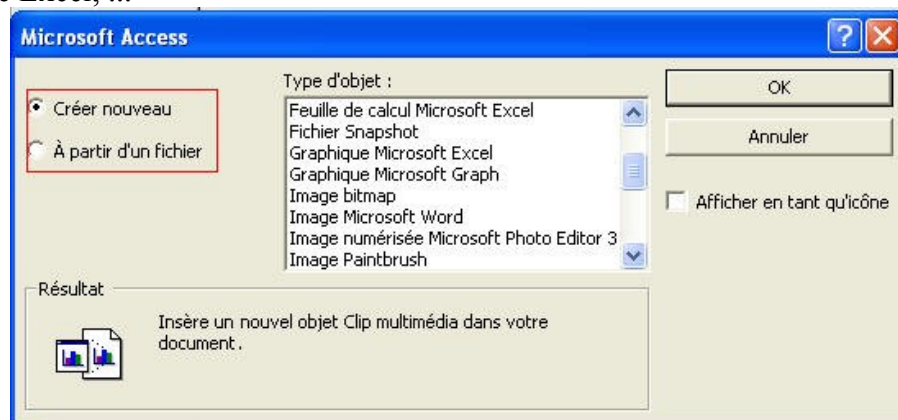 Excel, ...
Microsoft Access
Type d'objet :
Créer nouveau
À partir d'un fichier
Feuille de calcul Microsoft Excel
Fichier Snapshot
Graphique Microsoft Excel
Graphique Microsoft Graph
Image bitmap
Image Microsoft Word
Image numérisée Microsoft Photo Editor 3
Image Paintbrush
OK
Annuler
Afficher en tant qu'icône
Résultat
Insère un nouvel objet Clip multimédia dans votre
document.